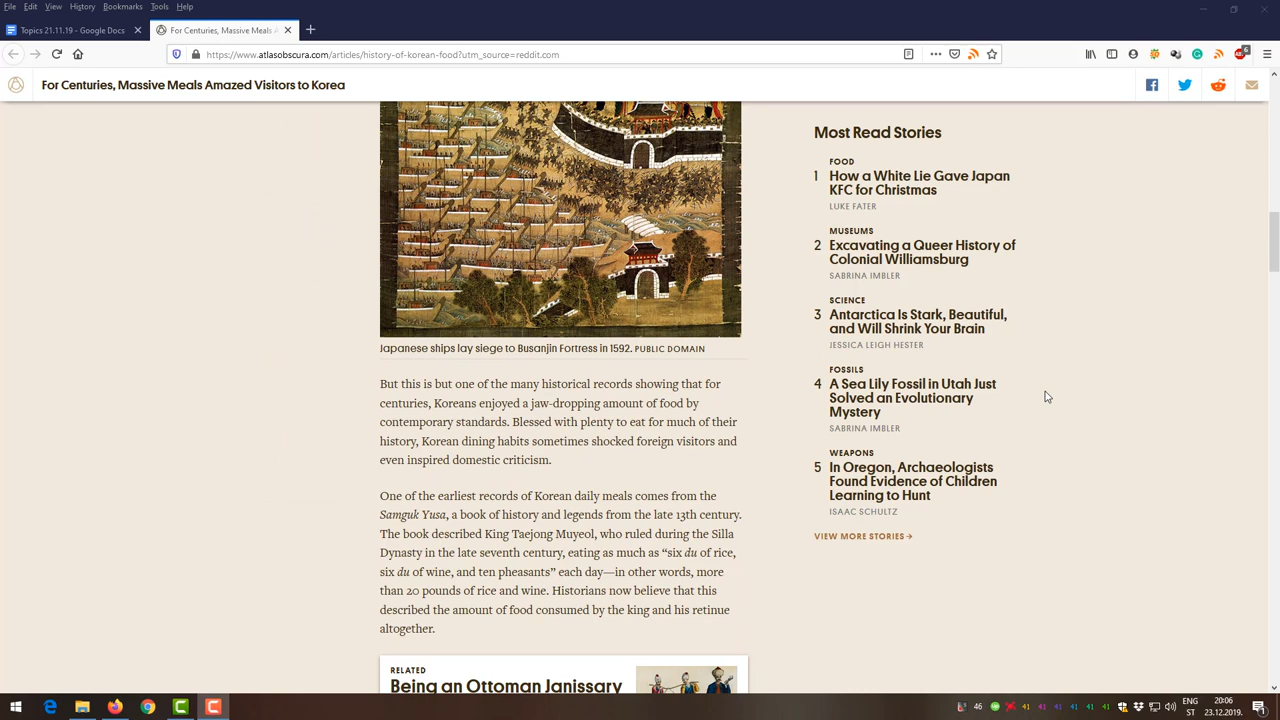 File Edit View History Bookmarks Tools Help
Topics 21.11.19 - Google Docs
For Centuries, Massive Meals A
https://www.atlasobscura.com/articles/history-of-korean-food?utm_source=reddit.com
6
For Centuries, Massive Meals Amazed Visitors to Korea
Japanese ships lay siege to Busanjin Fortress in 1592. PUBLIC DOMAIN
But this is but one of the many historical records showing that for
centuries, Koreans enjoyed a jaw-dropping amount of food by
contemporary standards. Blessed with plenty to eat for much of their
history, Korean dining habits sometimes shocked foreign visitors and
even inspired domestic criticism.
One of the earliest records of Korean daily meals comes from the
Samguk Yusa, a book of history and legends from the late 13th century.
The book described King Taejong Muyeol, who ruled during the Silla
Dynasty in the late seventh century, eating as much as “six du of rice,
six du of wine, and ten pheasants” each day—in other words, more
than 20 pounds of rice and wine. Historians now believe that this
described the amount of food consumed by the king and his retinue
altogether.
RELATED
Being an Ottoman Janissary
Most Read Stories
FOOD
1 How a White Lie Gave Japan
KFC for Christmas
LUKE FATER
MUSEUMS
2 Excavating a Queer History of
Colonial Williamsburg
SABRINA IMBLER
SCIENCE
3 Antarctica Is Stark, Beautiful,
and Will Shrink Your Brain
JESSICA LEIGH HESTER
FOSSILS
4 A Sea Lily Fossil in Utah Just
Solved an Evolutionary
Mystery
SABRINA IMBLER
WEAPONS
5 In Oregon, Archaeologists
Found Evidence of Children
Learning to Hunt
ISAAC SCHULTZ
VIEW MORE STORIES →
46 41 41 41 41 41 20:06
ST 23.12.2019.